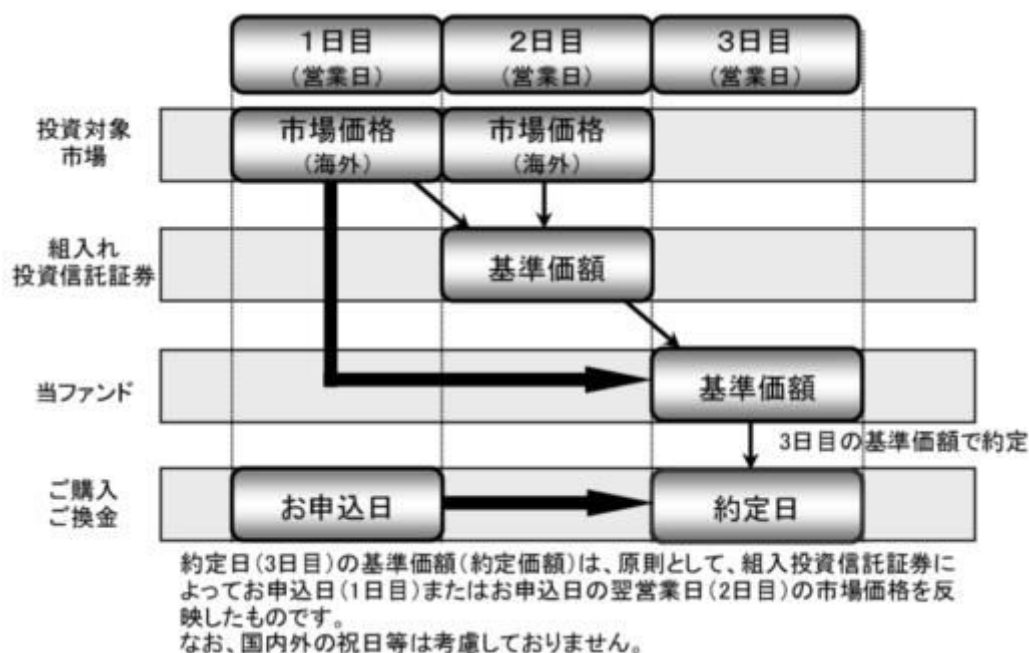 1日目
(営業日)
2日目
(営業日)
3日目
(営業日)
投資対象
市場
市場価格
(海外)
市場価格
(海外)
組入れ
投資信託証券
基準価額
当ファンド
基準価額
3日目の基準価額で約定
ご購入
ご換金
お申込日
約定日
約定日(3日目)の基準価額(約定価額)は、原則として、組入投資信託証券に
よってお申込日(1日目)またはお申込日の翌営業日(2日目)の市場価格を反
映したものです。
なお、国内外の祝日等は考慮しておりません。